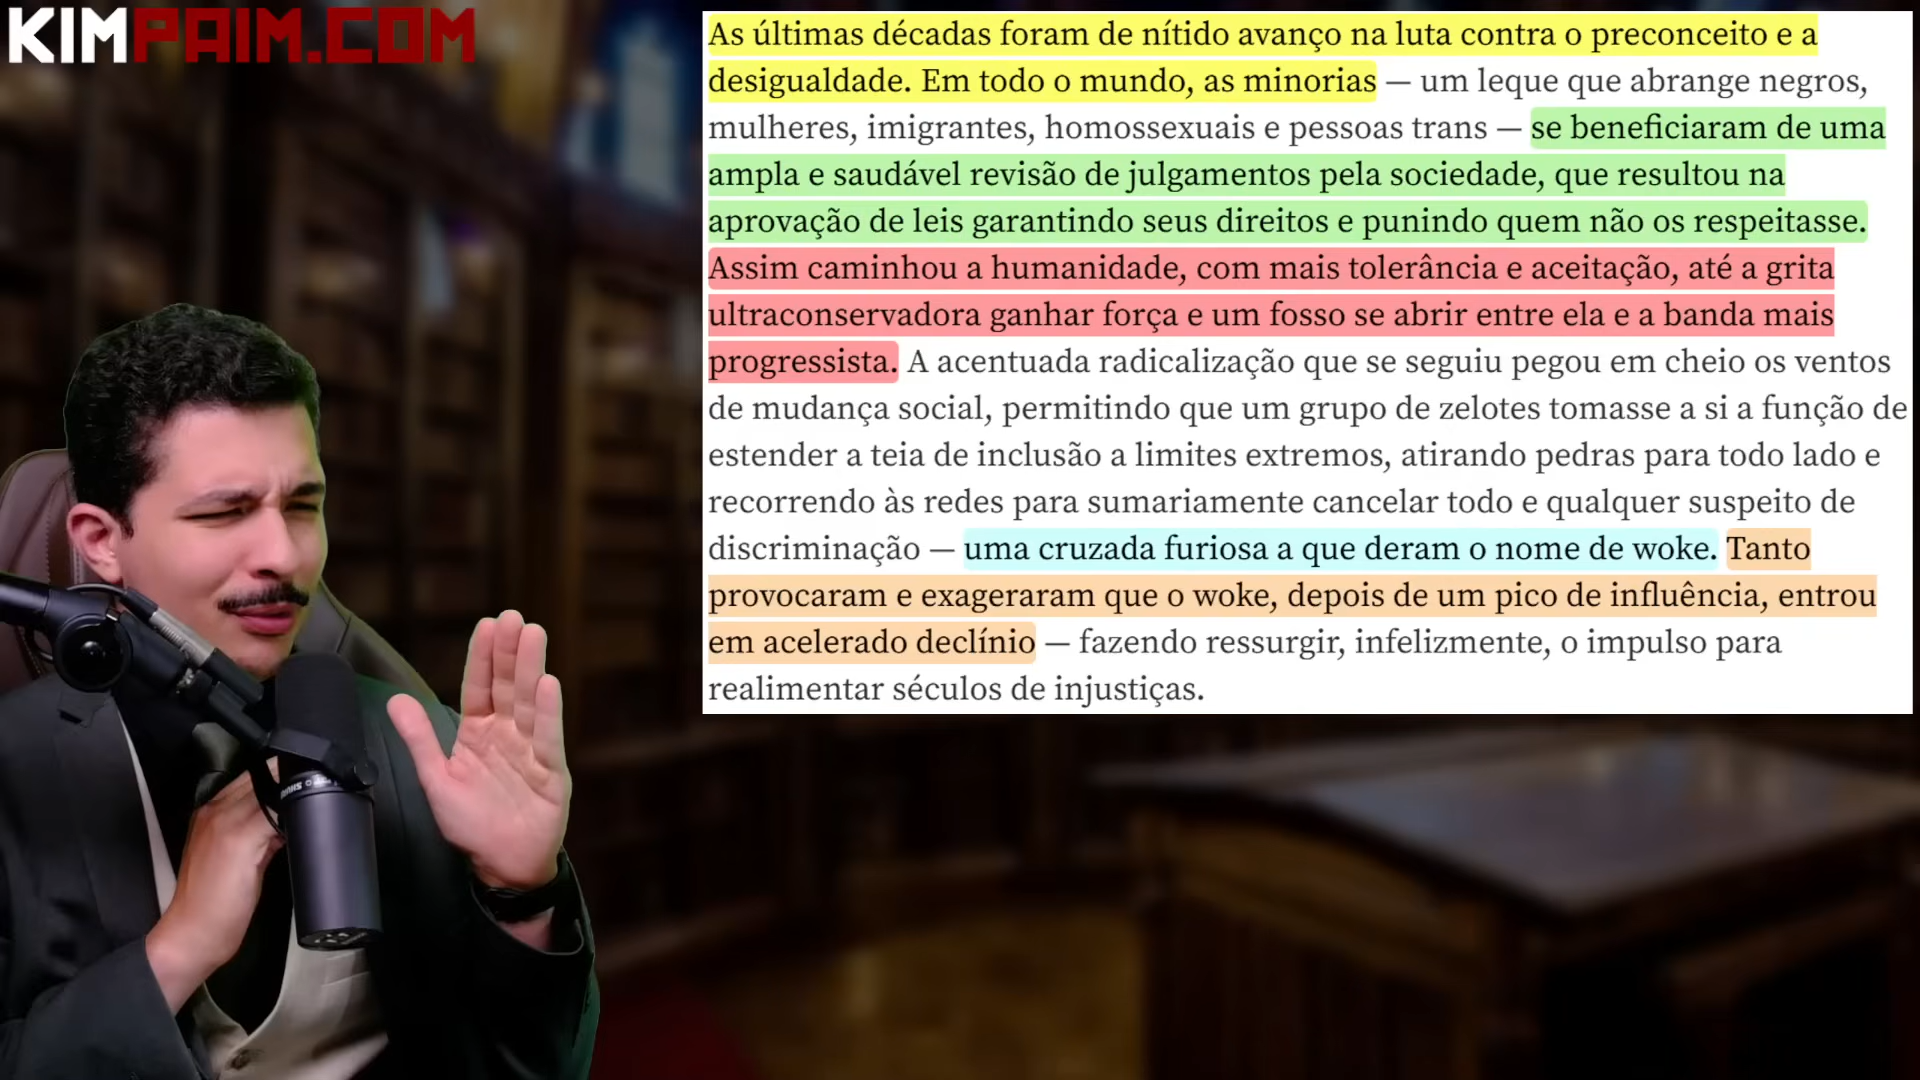 KIMPAIM.COM
As últimas décadas foram de nítido avanço na luta contra o preconceito e a
desigualdade. Em todo o mundo, as minorias — um leque que abrange negros,
mulheres, imigrantes, homossexuais e pessoas trans — se beneficiaram de uma
ampla e saudável revisão de julgamentos pela sociedade, que resultou na
aprovação de leis garantindo seus direitos e punindo quem não os respeitasse.
Assim caminhou a humanidade, com mais tolerância e aceitação, até a grita
ultraconservadora ganhar força e um fosso se abrir entre ela e a banda mais
progressista. A acentuada radicalização que se seguiu pegou em cheio os ventos
de mudança social, permitindo que um grupo de zelotes tomasse a si a função de
estender a teia de inclusão a limites extremos, atirando pedras para todo lado e
recorrendo às redes para sumariamente cancelar todo e qualquer suspeito de
discriminação — uma cruzada furiosa a que deram o nome de woke. Tanto
provocaram e exageraram que o woke, depois de um pico de influência, entrou
em acelerado declínio — fazendo ressurgir, infelizmente, o impulso para
realimentar séculos de injustiças.